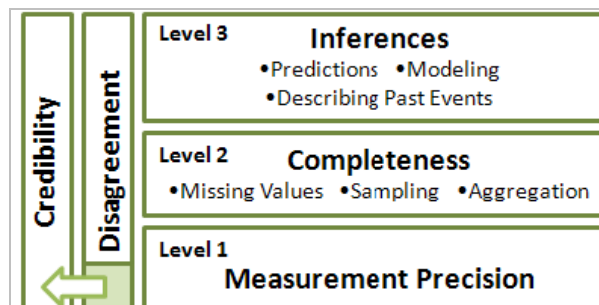 Credibility
Disagreement
Level 3
Inferences
•Predictions •Modeling
•Describing Past Events
Level 2
Completeness
•Missing Values •Sampling •Aggregation
Level 1
Measurement Precision